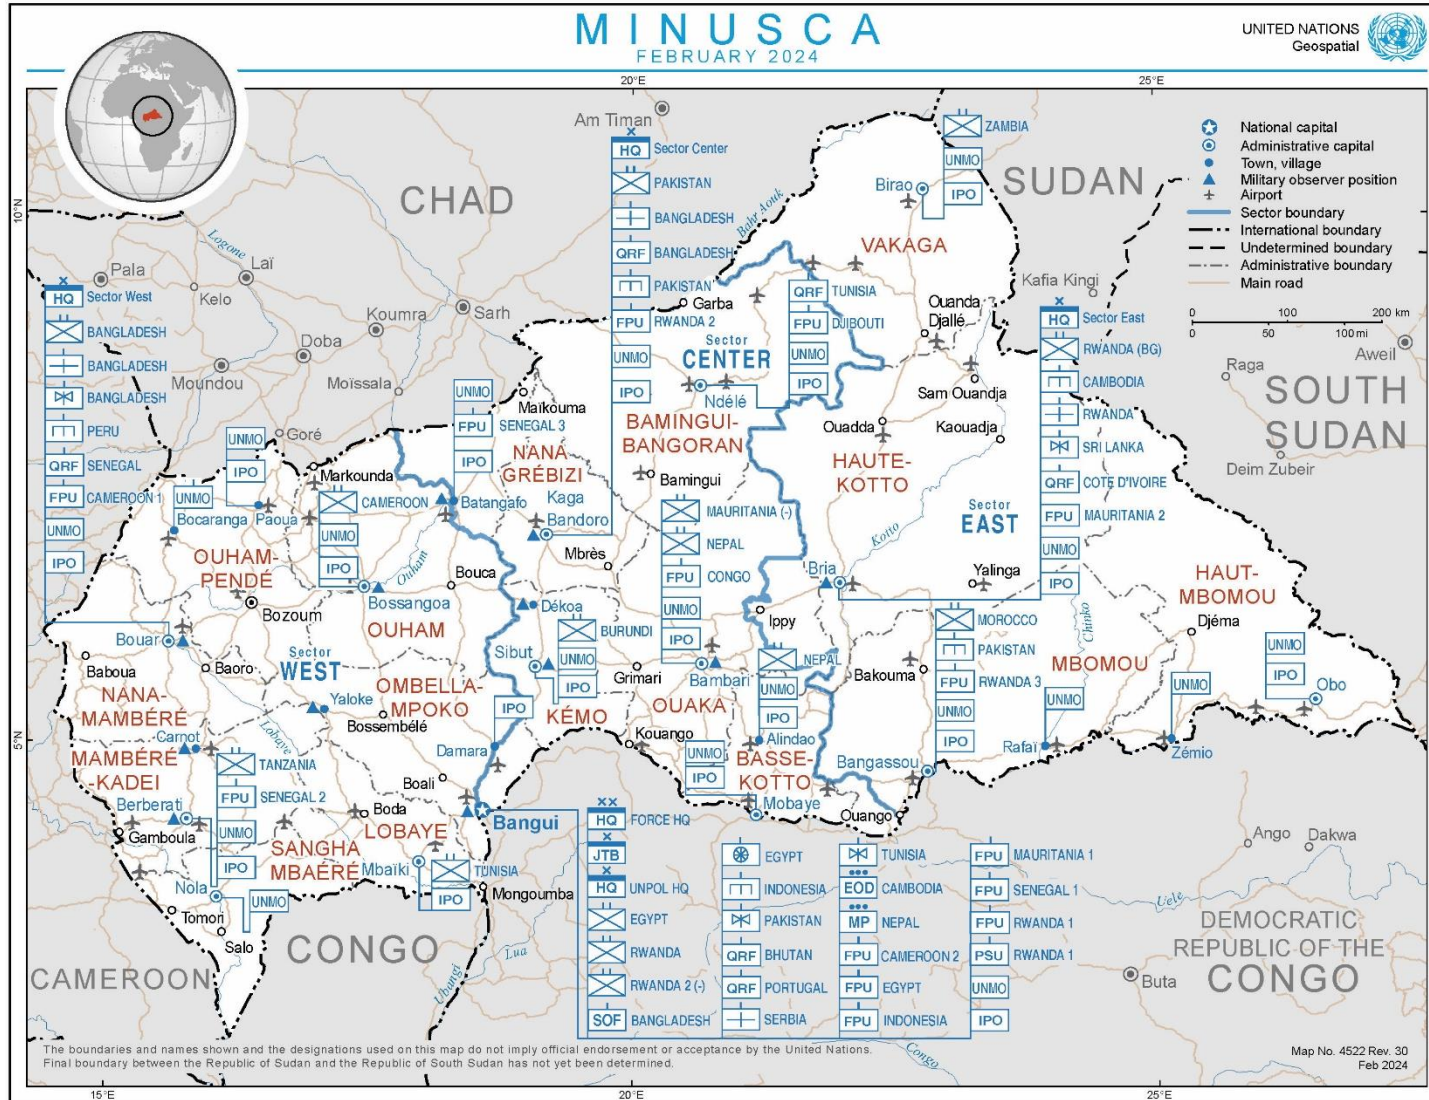 MINUSCA
FEBRUARY 2024
UNITED NATIONS
Geospatial
20°E
25°E
10°N
5°N
15°E
20°E
25°E
National capital
Administrative capital
Town, village
Military observer position
Airport
Sector boundary
International boundary
Undetermined boundary
Administrative boundary
Main road
0 100 200 km
0 50 100 mi
CHAD
SUDAN
SOUTH
SUDAN
DEMOCRATIC
REPUBLIC OF THE
CONGO
CONGO
CAMEROON
Am Timan
Pala
Laï
Kelo
Koumra
Sarh
Doba
Moundou
Moïssala
Goré
Kafia Kingi
Raga
Aweil
Deim Zubeir
Ango
Dakwa
Buta
Logone
Bahr Aouk
Ouham
Lobaye
Kotto
Chinko
Uele
Lua
Ubangi
Congo
HQ Sector West
BANGLADESH
BANGLADESH
BANGLADESH
PERU
QRF SENEGAL
FPU CAMEROON 1
UNMO
IPO
HQ Sector Center
PAKISTAN
BANGLADESH
QRF BANGLADESH
PAKISTAN
FPU RWANDA 2
UNMO
IPO
ZAMBIA
UNMO
IPO
Birao
VAKAGA
QRF TUNISIA
FPU DJIBOUTI
UNMO
IPO
HQ Sector East
RWANDA (BG)
CAMBODIA
RWANDA
SRI LANKA
QRF COTE D'IVOIRE
FPU MAURITANIA 2
UNMO
IPO
Garba
Sector
CENTER
Ndélé
Ouanda
Djallé
Sam Ouandja
Ouadda
Kaouadja
HAUTE-
KOTTO
Sector
EAST
Bria
Yalinga
BAMINGUI-
BANGORAN
Bamingui
UNMO
FPU SENEGAL 3
IPO
Maïkouma
NANA
GRÉBIZI
Kaga
Bandoro
Batangafo
Mbrès
UNMO
IPO
Markounda
UNMO
Bocaranga
Paoua
OUHAM-
PENDÉ
Bozoum
CAMEROON
UNMO
IPO
Bossangoa
Bouca
OUHAM
Dékoa
MAURITANIA (-)
NEPAL
FPU CONGO
UNMO
IPO
Bambari
Ippy
BURUNDI
UNMO
IPO
Sibut
Grimari
KÉMO
OUAKA
NEPAL
UNMO
IPO
Alindao
BASSE-
KOTTO
Kouango
UNMO
IPO
Mobaye
MOROCCO
PAKISTAN
FPU RWANDA 3
UNMO
IPO
Bakouma
Bangassou
Ouango
MBOMOU
HAUT-
MBOMOU
Djéma
UNMO
Rafaï
UNMO
Zémio
UNMO
IPO
Obo
Bouar
Baboua
Baoro
Sector
WEST
NANA-
MAMBÉRÉ
Yaloke
OMBELLA-
MPOKO
Bossembélé
IPO
Damara
Carnot
MAMBÉRÉ
-KADEI
Berberati
Gamboula
TANZANIA
FPU SENEGAL 2
UNMO
IPO
Nola
UNMO
Tomori
Salo
SANGHA
MBAÉRÉ
Boda
Boali
LOBAYE
Mbaïki
TUNISIA
IPO
Mongoumba
Bangui
HQ FORCE HQ
JTB
HQ UNPOL HQ
EGYPT
RWANDA
RWANDA 2 (-)
SOF BANGLADESH
EGYPT
INDONESIA
PAKISTAN
QRF BHUTAN
QRF PORTUGAL
SERBIA
TUNISIA
EOD CAMBODIA
MP NEPAL
FPU CAMEROON 2
FPU EGYPT
FPU INDONESIA
FPU MAURITANIA 1
FPU SENEGAL 1
FPU RWANDA 1
PSU RWANDA 1
UNMO
IPO
The boundaries and names shown and the designations used on this map do not imply official endorsement or acceptance by the United Nations.
Final boundary between the Republic of Sudan and the Republic of South Sudan has not yet been determined.
Map No. 4522 Rev. 30
Feb 2024